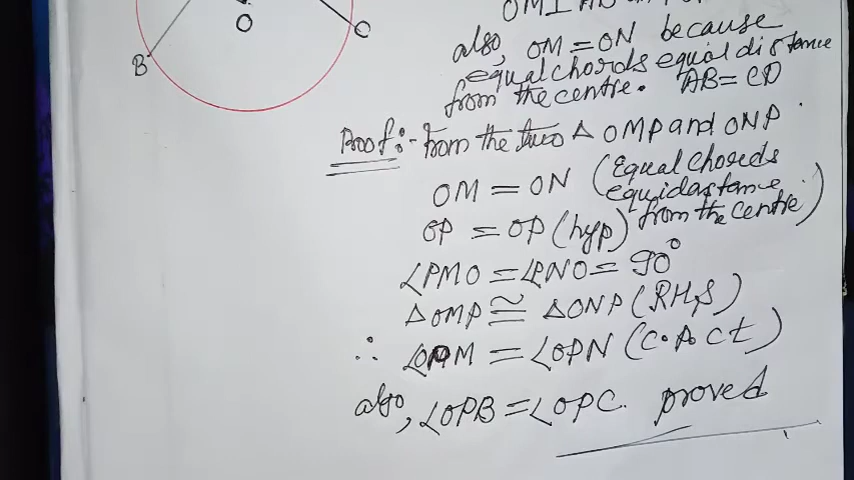 O
C
B
also, OM = ON because
equal chords equal distance
from the centre. AB = CD
Proof:- from the two △ OMP and ONP.
OM = ON (Equal chords
equidastance
from the centre)
OP = OP (hyp)
∠PMO = ∠PNO = 90°
△OMP ≅ △ONP (RHS)
∴ ∠OPM = ∠OPN (C.P.Ct)
also, ∠OPB = ∠OPC. proved